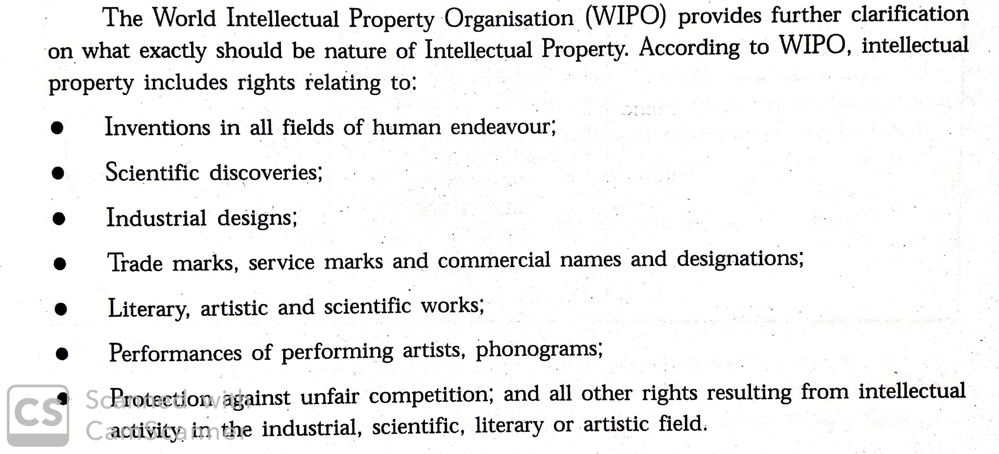 The World Intellectual Property Organisation (WIPO) provides further clarification
on what exactly should be nature of Intellectual Property. According to WIPO, intellectual
property includes rights relating to:
● Inventions in all fields of human endeavour;
● Scientific discoveries;
● Industrial designs;
● Trade marks, service marks and commercial names and designations;
● Literary, artistic and scientific works;
● Performances of performing artists, phonograms;
● Protection against unfair competition; and all other rights resulting from intellectual
activity in the industrial, scientific, literary or artistic field.
CS
Scanned with
CamScanner